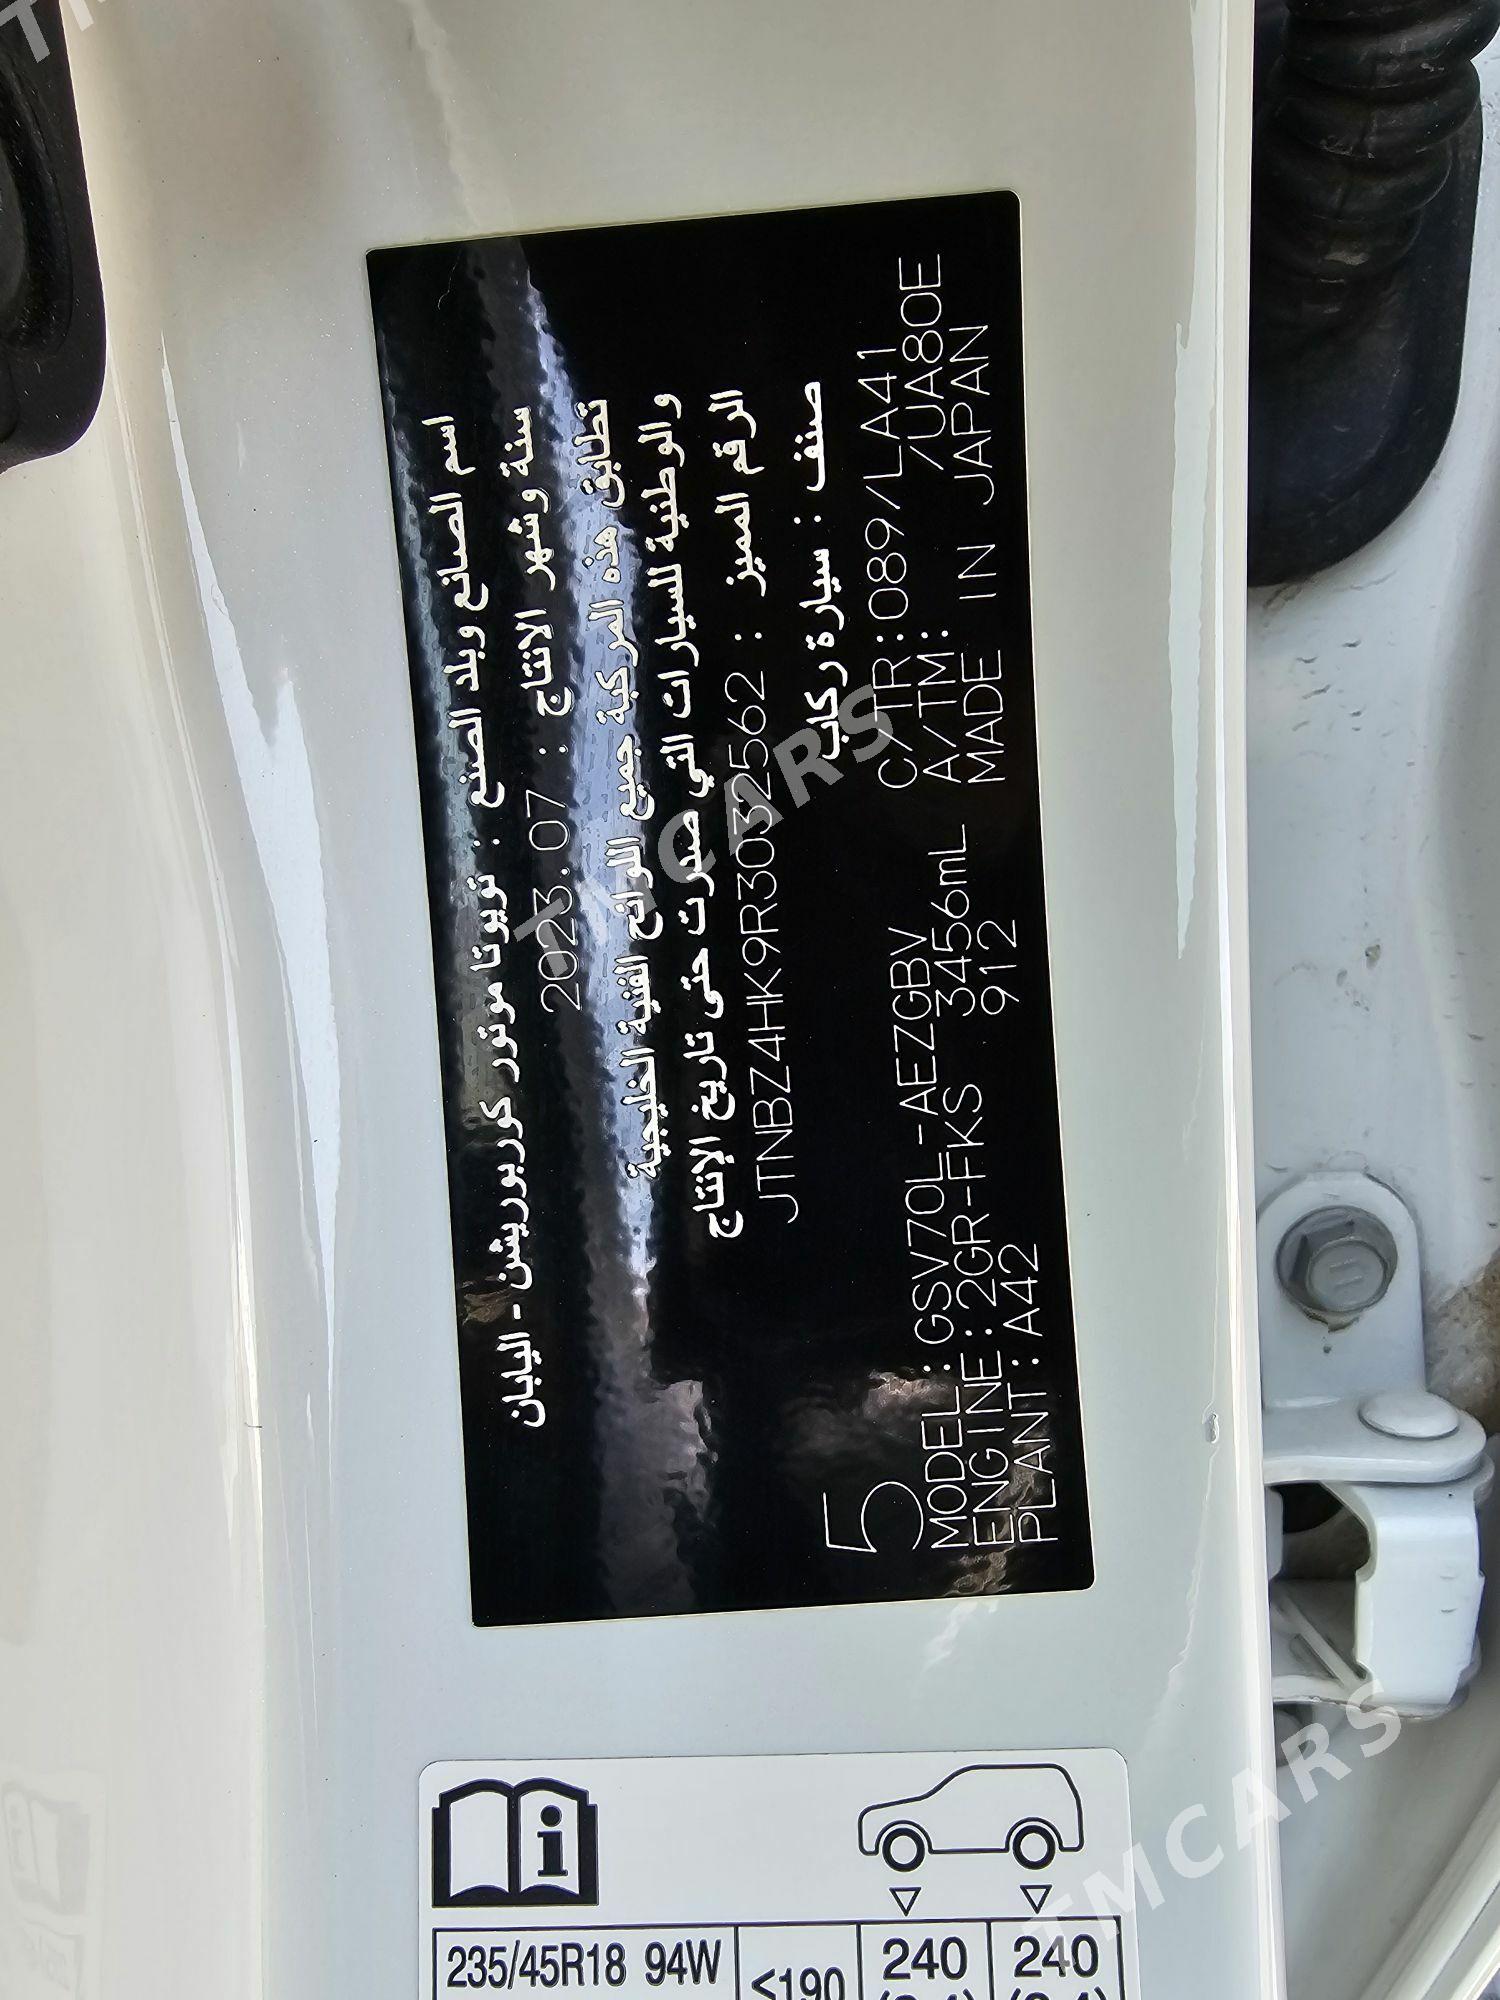 اسم الصانع وبلد الصنع : تويوتا موتور كوربوريشن - اليابان
سنة وشهر الانتاج : 2023.07
تطابق هذه المركبة جميع اللوائح الفنية الخليجية
والوطنية للسيارات التي صدرت حتى تاريخ الإنتاج
الرقم المميز : JTNBZ4HK9R3032562
صنف : سيارة ركاب
5
MODEL:GSV70L-AEZGBV C/TR:089/LA41
ENGINE:2GR-FKS 3456mL A/TM: /UA80E
PLANT:A42 912 MADE IN JAPAN
i
235/45R18 94W ≤190 240 240
TMCARS
TMCARS